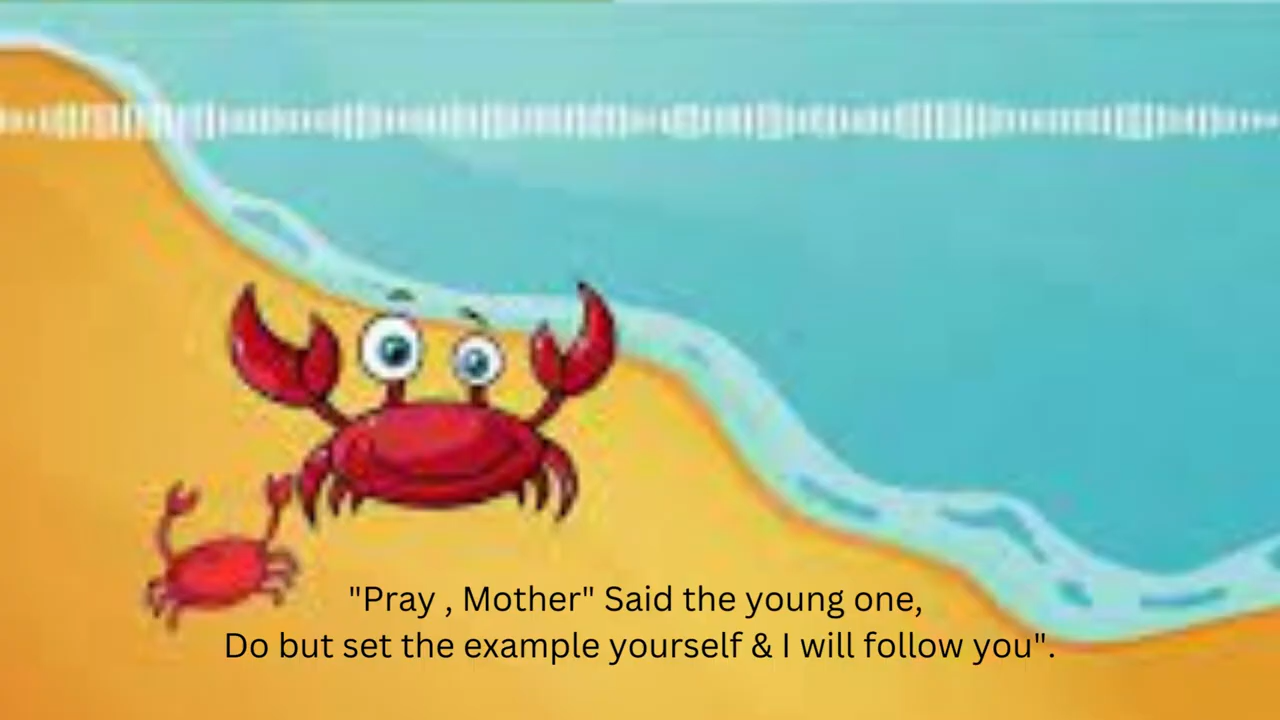 "Pray , Mother" Said the young one,
Do but set the example yourself & I will follow you".